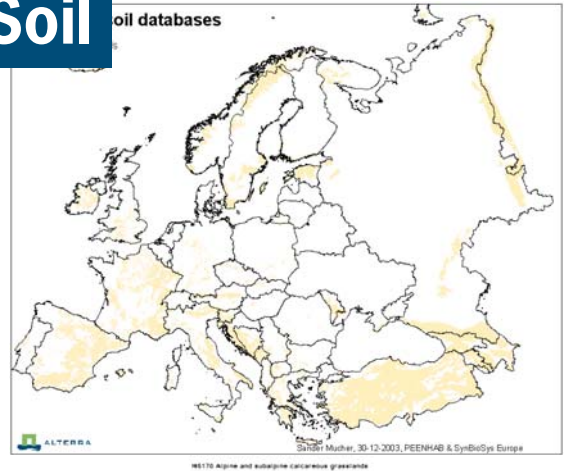 Soil
oil databases
s
ALTERRA
Sander Mucher, 30-12-2003, PEENHAB & SynBioSys Europe
H6170 Alpine and subalpine calcareous grasslands